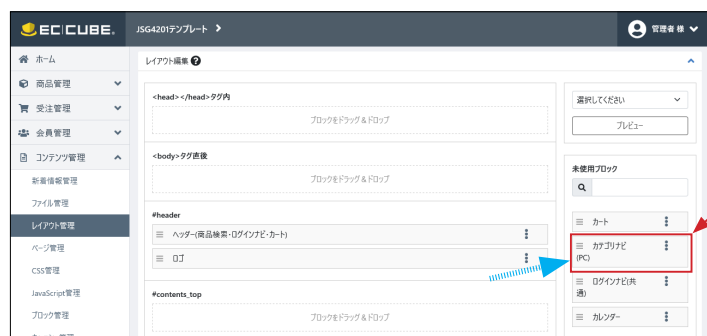 EC CUBE.
JSG4201テンプレート
管理者 様
ホーム
商品管理
受注管理
会員管理
コンテンツ管理
新着情報管理
ファイル管理
レイアウト管理
ページ管理
CSS管理
JavaScript管理
ブロック管理
レイアウト編集
<head></head>タグ内
ブロックをドラッグ&ドロップ
<body>タグ直後
ブロックをドラッグ&ドロップ
#header
ヘッダー(商品検索・ログインナビ・カート)
ロゴ
#contents_top
ブロックをドラッグ&ドロップ
選択してください
プレビュー
未使用ブロック
カート
カテゴリナビ
(PC)
ログインナビ(共
通)
カレンダー